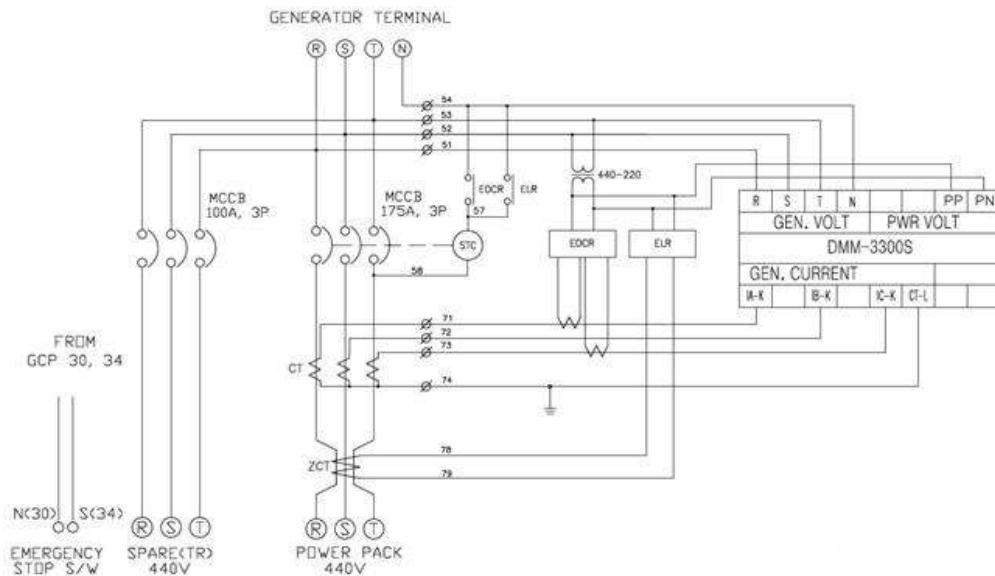 GENERATOR TERMINAL
R S T N
54
53
52
51
MCCB
100A, 3P
MCCB
175A, 3P
EOCR
ELR
57
STC
58
440-220
EOCR
ELR
R S T N PP PN
GEN. VOLT PWR VOLT
DMM-3300S
GEN. CURRENT
IA-K IB-K IC-K CT-L
71
72
73
74
CT
FROM
GCP 30, 34
78
79
ZCT
N(30) S(34)
R S T
R S T
EMERGENCY
STOP S/W
SPARE(TR)
440V
POWER PACK
440V